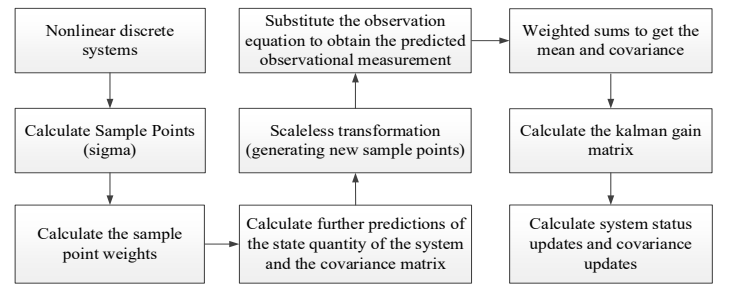 Nonlinear discrete
systems
Calculate Sample Points
(sigma)
Calculate the sample
point weights
Calculate further predictions of
the state quantity of the system
and the covariance matrix
Scaleless transformation
(generating new sample points)
Substitute the observation
equation to obtain the predicted
observational measurement
Weighted sums to get the
mean and covariance
Calculate the kalman gain
matrix
Calculate system status
updates and covariance
updates